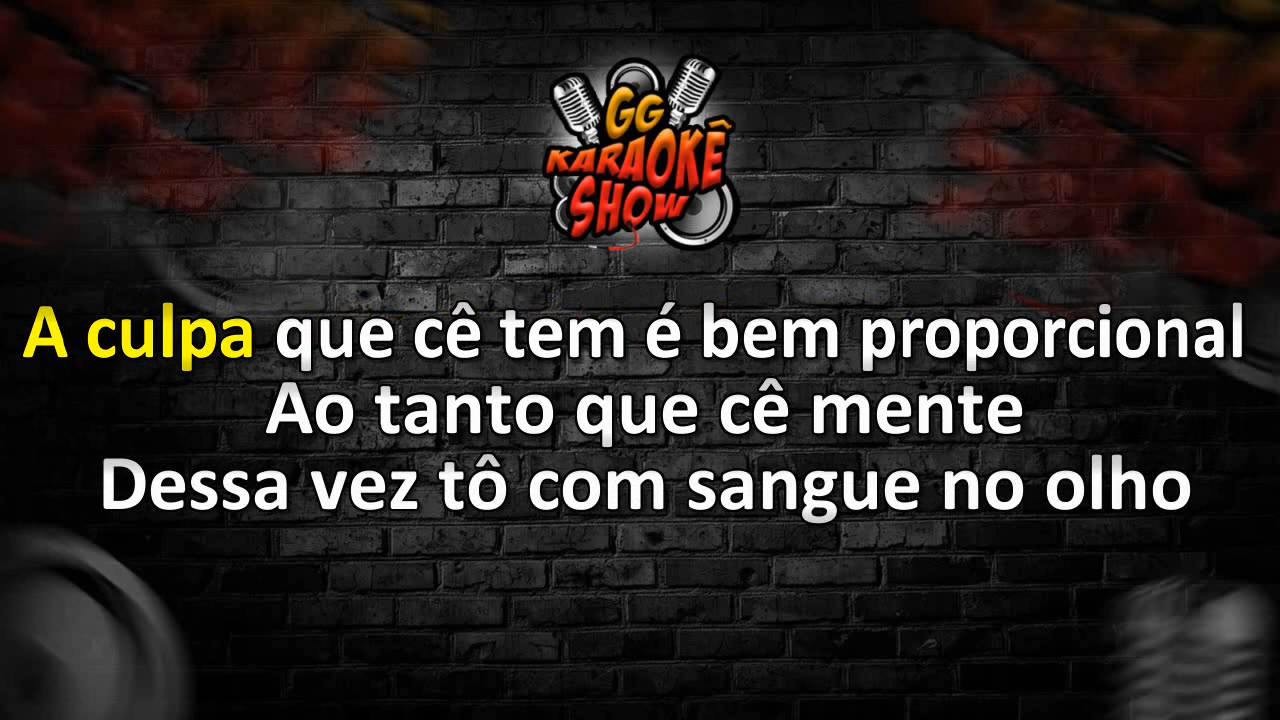 GG
KARAOKÊ
SHOW
A culpa que cê tem é bem proporcional
Ao tanto que cê mente
Dessa vez tô com sangue no olho